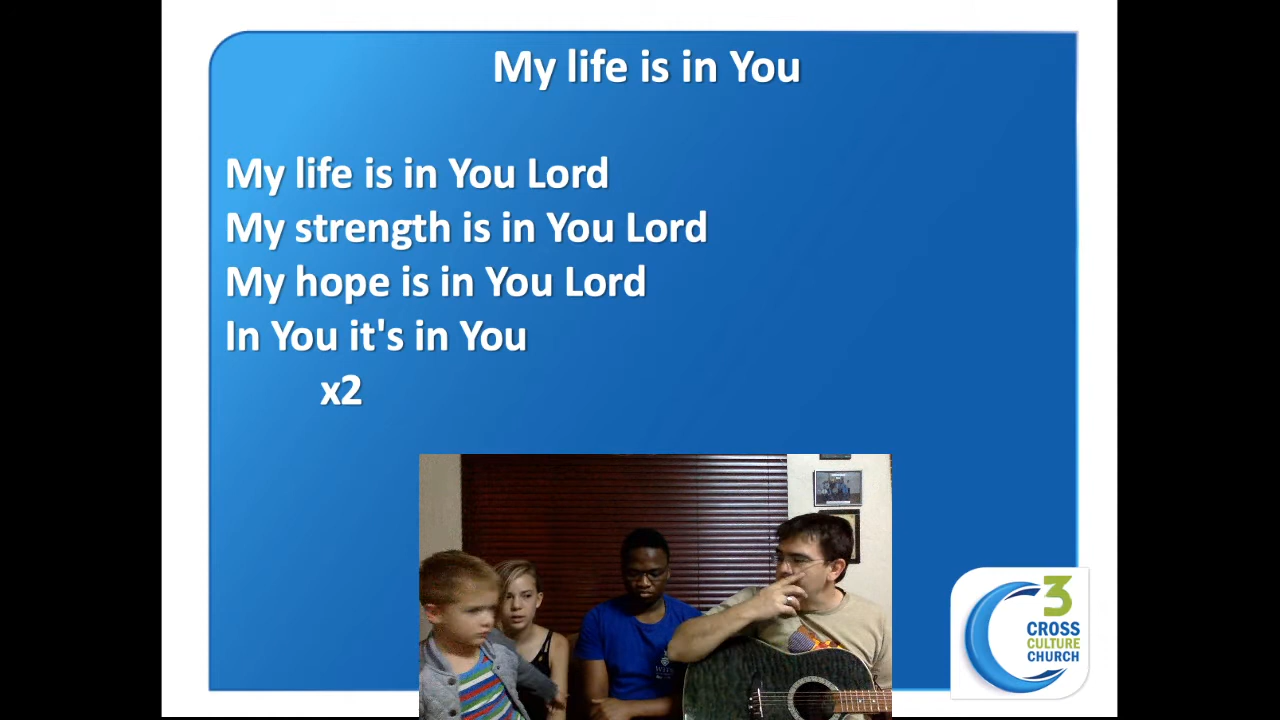 My life is in You
My life is in You Lord
My strength is in You Lord
My hope is in You Lord
In You it's in You
x2
3
CROSS
CULTURE
CHURCH